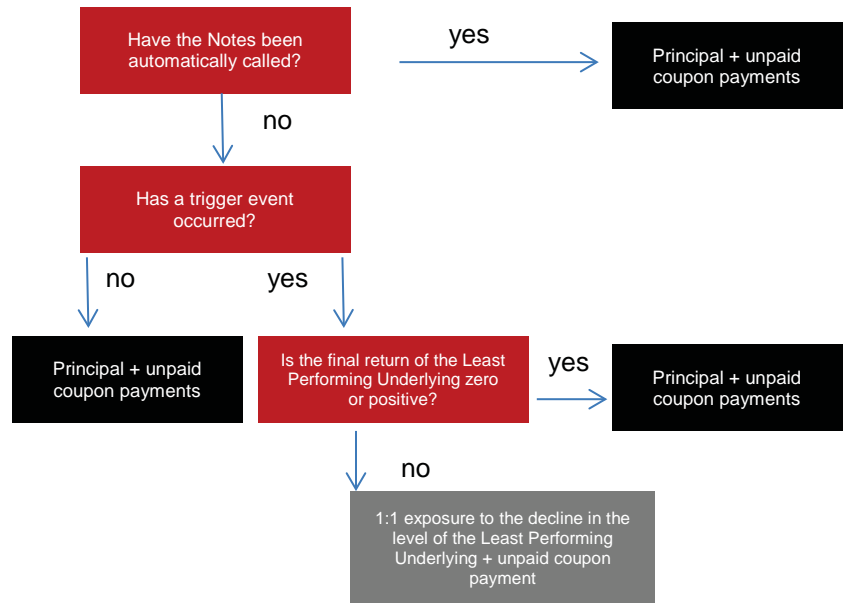 Have the Notes been
automatically called?
yes
Principal + unpaid
coupon payments
no
Has a trigger event
occurred?
no
yes
Principal + unpaid
coupon payments
Is the final return of the Least
Performing Underlying zero
or positive?
yes
Principal + unpaid
coupon payments
no
1:1 exposure to the decline in the
level of the Least Performing
Underlying + unpaid coupon
payment